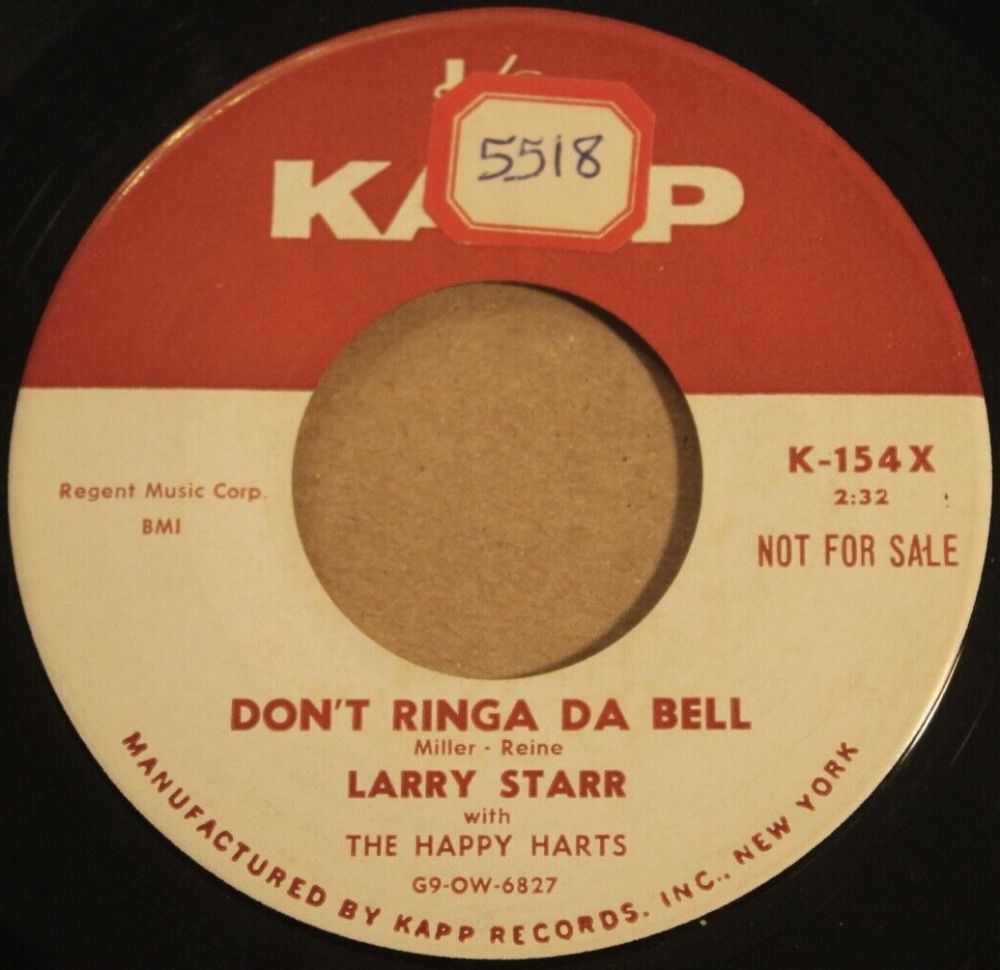 5518
KAPP
K-154X
2:32
NOT FOR SALE
Regent Music Corp.
BMI
DON'T RINGA DA BELL
Miller - Reine
LARRY STARR
with
THE HAPPY HARTS
G9-OW-6827
MANUFACTURED BY KAPP RECORDS, INC., NEW YORK